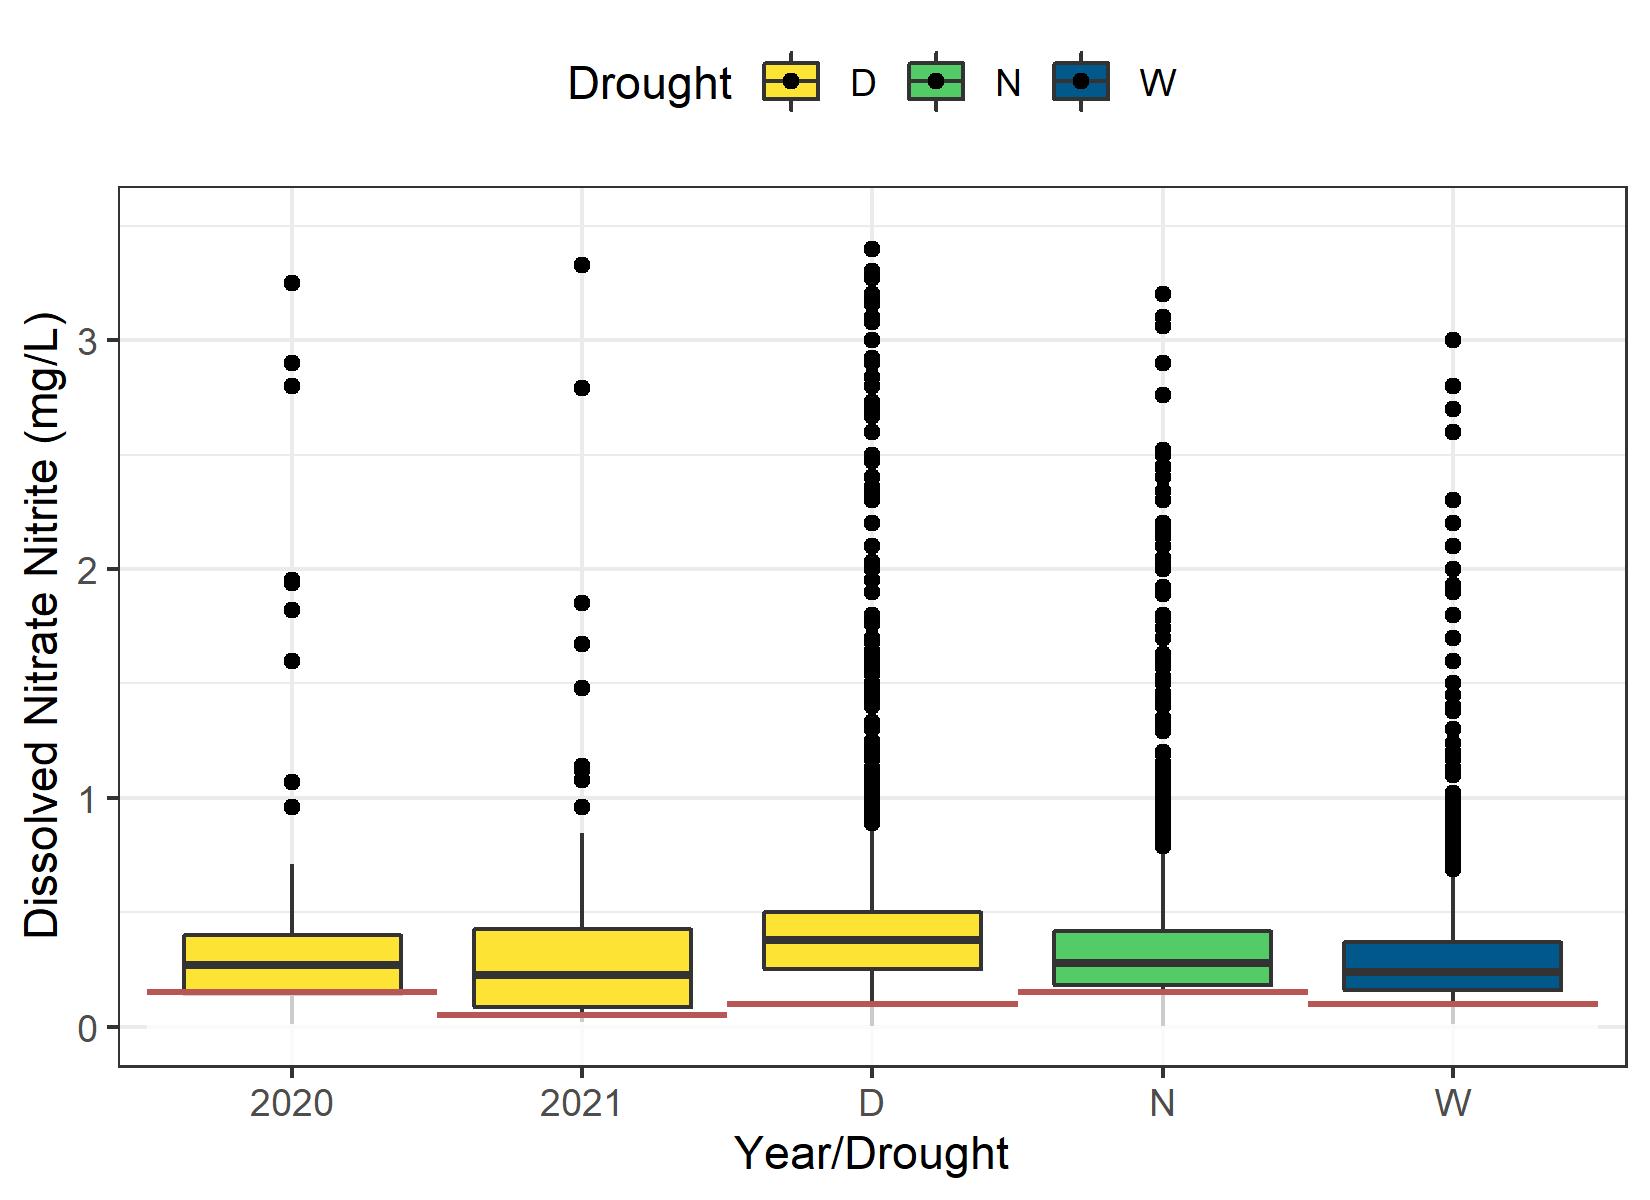 Drought D N W
Dissolved Nitrate Nitrite (mg/L)
3
2
1
0
2020 2021 D N W
Year/Drought